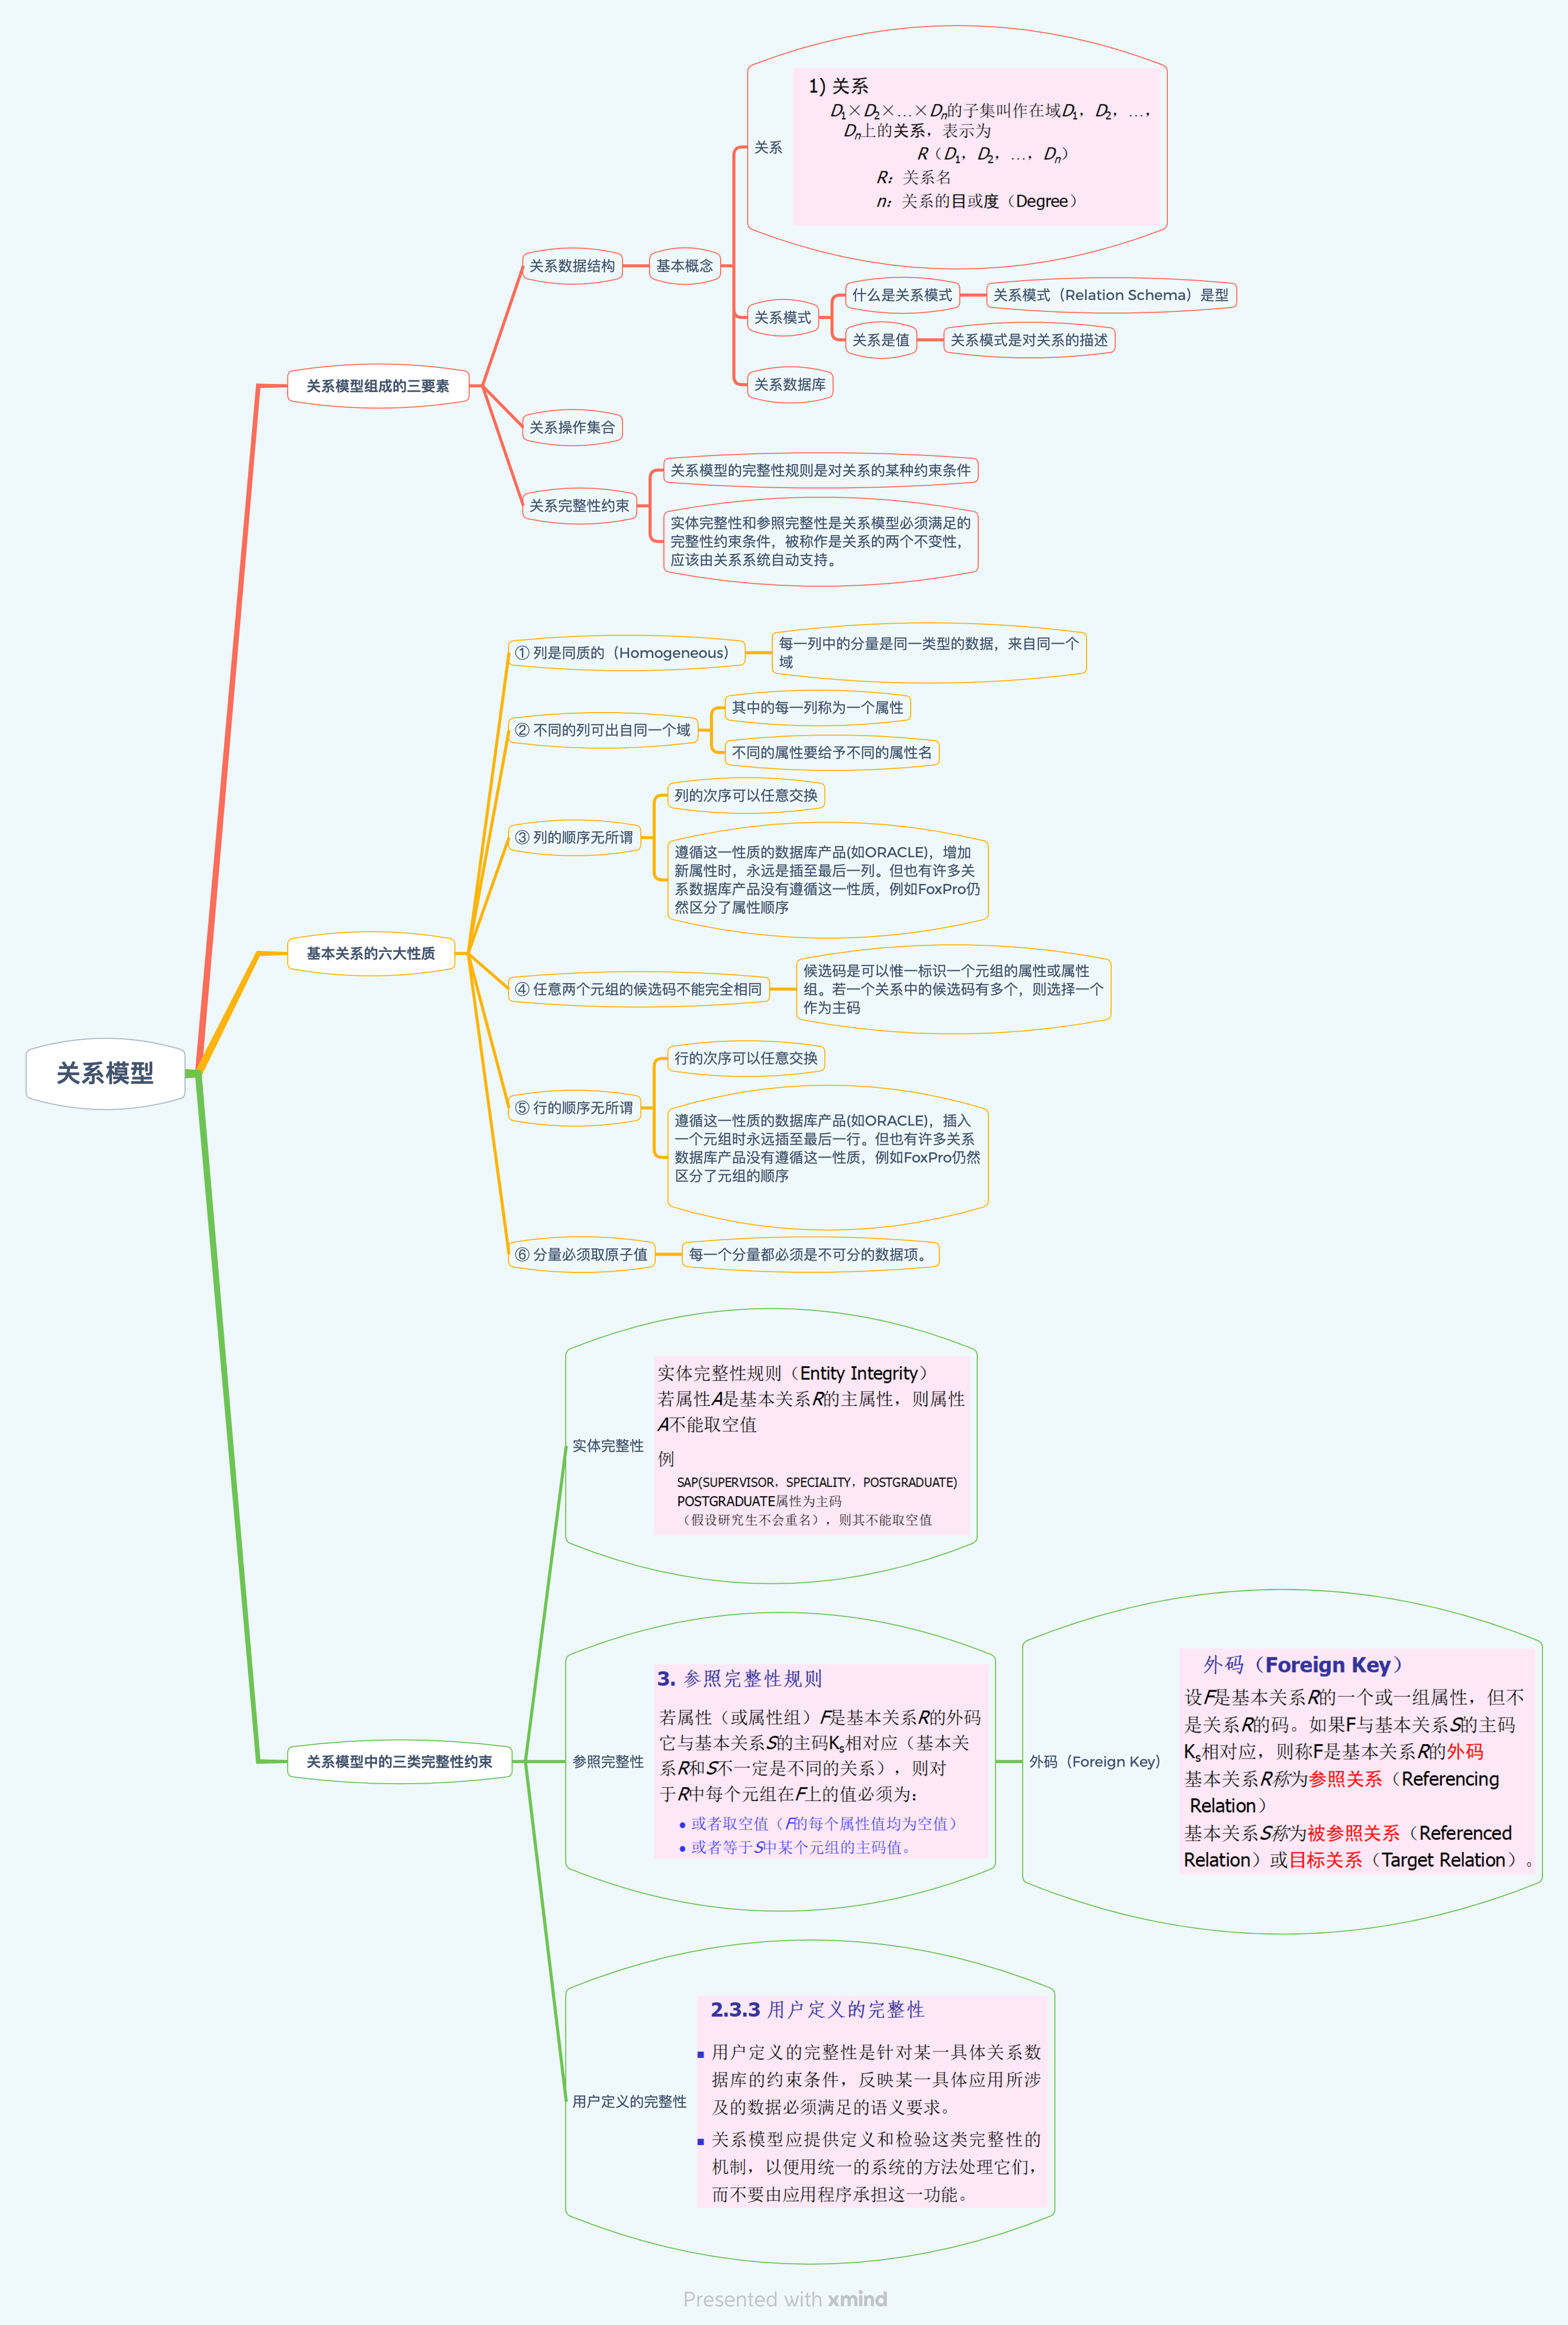 关系模型
关系模型组成的三要素
关系数据结构
基本概念
关系
1) 关系
D1×D2×…×Dn的子集叫作在域D1，D2，…，
Dn上的关系，表示为
R（D1，D2，…，Dn）
R：关系名
n：关系的目或度（Degree）
关系模式
什么是关系模式
关系模式（Relation Schema）是型
关系是值
关系模式是对关系的描述
关系数据库
关系操作集合
关系完整性约束
关系模型的完整性规则是对关系的某种约束条件
实体完整性和参照完整性是关系模型必须满足的
完整性约束条件，被称作是关系的两个不变性，
应该由关系系统自动支持。
基本关系的六大性质
① 列是同质的（Homogeneous）
每一列中的分量是同一类型的数据，来自同一个
域
② 不同的列可出自同一个域
其中的每一列称为一个属性
不同的属性要给予不同的属性名
③ 列的顺序无所谓
列的次序可以任意交换
遵循这一性质的数据库产品(如ORACLE)，增加
新属性时，永远是插至最后一列。但也有许多关
系数据库产品没有遵循这一性质，例如FoxPro仍
然区分了属性顺序
④ 任意两个元组的候选码不能完全相同
候选码是可以惟一标识一个元组的属性或属性
组。若一个关系中的候选码有多个，则选择一个
作为主码
⑤ 行的顺序无所谓
行的次序可以任意交换
遵循这一性质的数据库产品(如ORACLE)，插入
一个元组时永远插至最后一行。但也有许多关系
数据库产品没有遵循这一性质，例如FoxPro仍然
区分了元组的顺序
⑥ 分量必须取原子值
每一个分量都必须是不可分的数据项。
关系模型中的三类完整性约束
实体完整性
实体完整性规则（Entity Integrity）
若属性A是基本关系R的主属性，则属性
A不能取空值
例
SAP(SUPERVISOR，SPECIALITY，POSTGRADUATE)
POSTGRADUATE属性为主码
（假设研究生不会重名），则其不能取空值
参照完整性
3. 参照完整性规则
若属性（或属性组）F是基本关系R的外码
它与基本关系S的主码Ks相对应（基本关
系R和S不一定是不同的关系），则对
于R中每个元组在F上的值必须为：
• 或者取空值（F的每个属性值均为空值）
• 或者等于S中某个元组的主码值。
外码（Foreign Key）
外码（Foreign Key）
设F是基本关系R的一个或一组属性，但不
是关系R的码。如果F与基本关系S的主码
Ks相对应，则称F是基本关系R的外码
基本关系R称为参照关系（Referencing
Relation）
基本关系S称为被参照关系（Referenced
Relation）或目标关系（Target Relation）。
用户定义的完整性
2.3.3 用户定义的完整性
■ 用户定义的完整性是针对某一具体关系数
据库的约束条件，反映某一具体应用所涉
及的数据必须满足的语义要求。
■ 关系模型应提供定义和检验这类完整性的
机制，以便用统一的系统的方法处理它们，
而不要由应用程序承担这一功能。
Presented with xmind